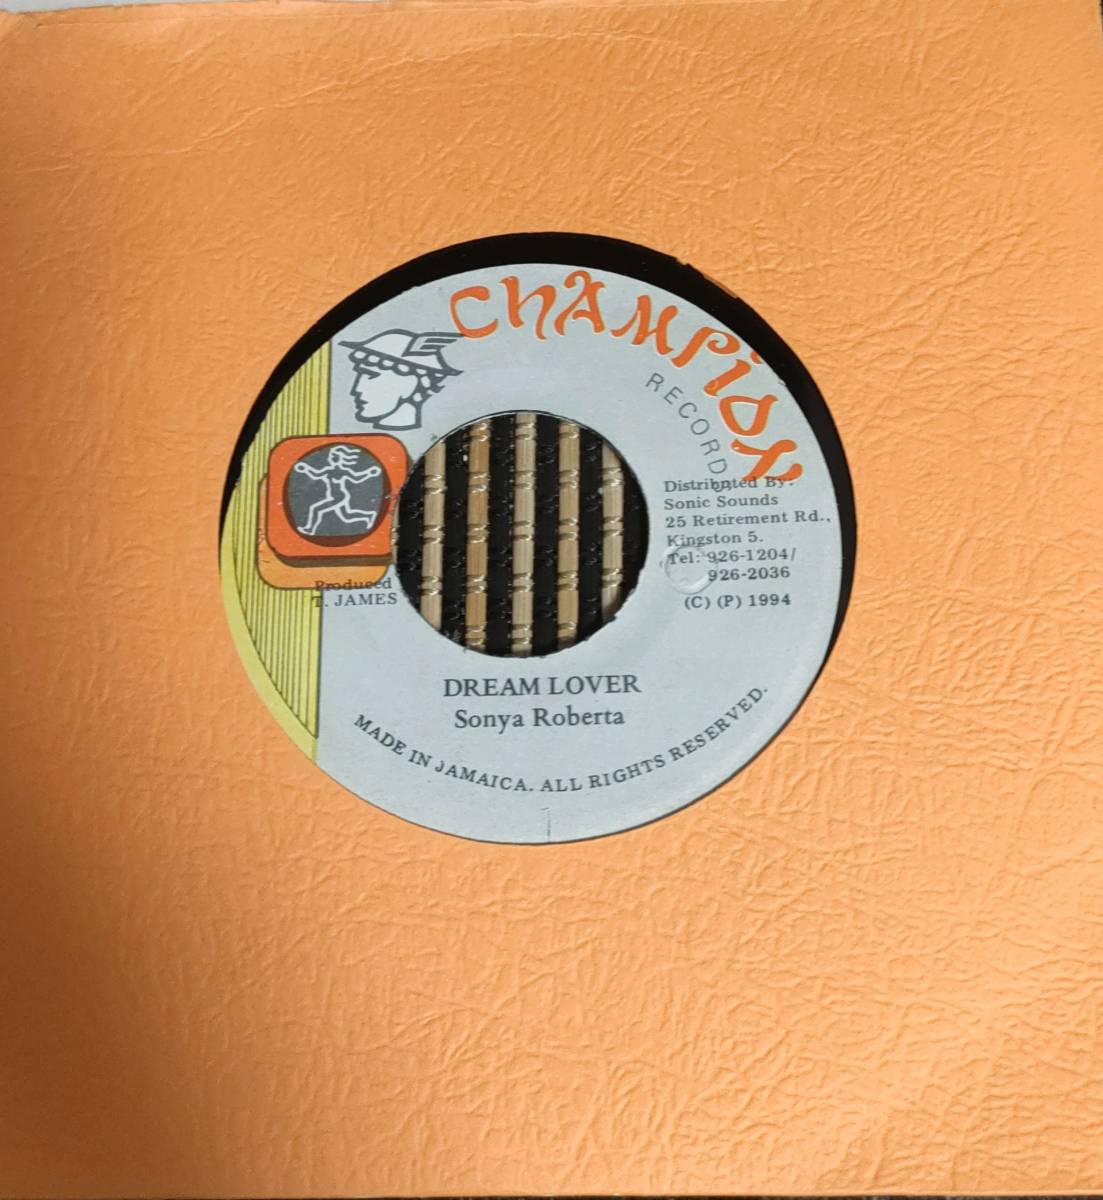 CHAMPION
RECORDS
Distribnted By:
Sonic Sounds
25 Retirement Rd.,
Kingston 5.
Tel: 926-1204/
926-2036
(C) (P) 1994
Produced
T. JAMES
DREAM LOVER
Sonya Roberta
MADE IN JAMAICA. ALL RIGHTS RESERVED.